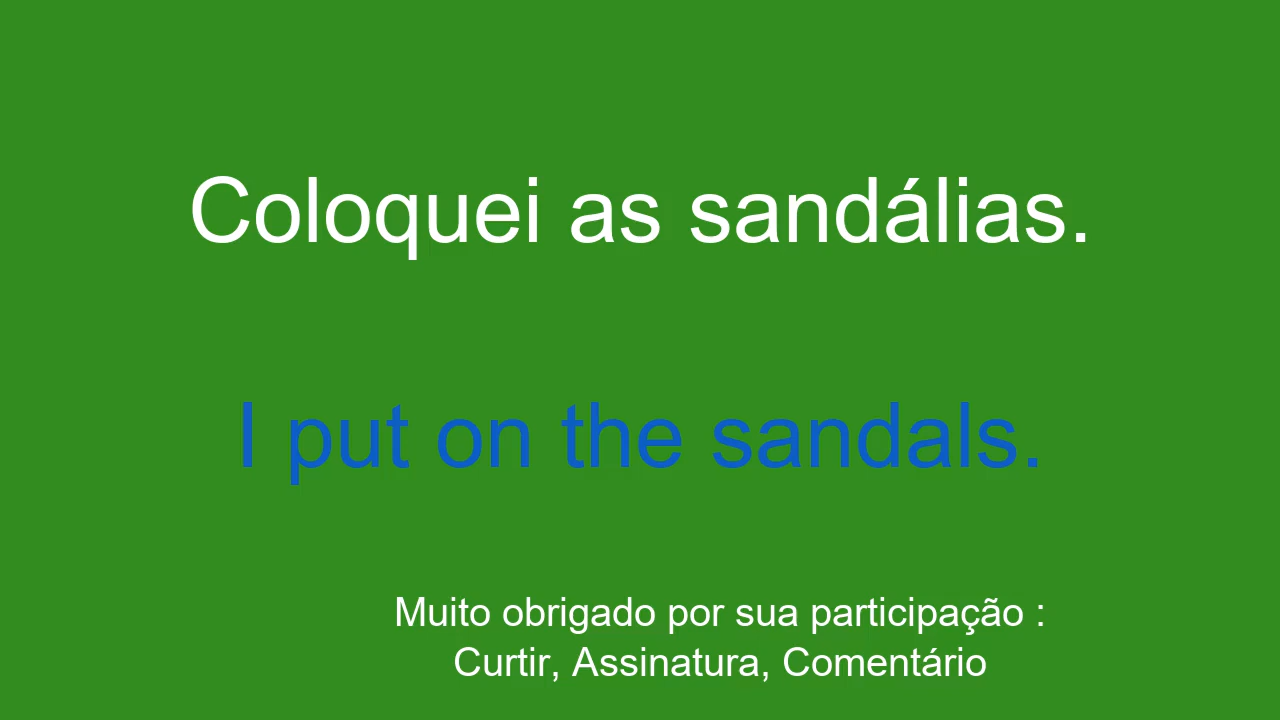 Coloquei as sandálias.
I put on the sandals.
Muito obrigado por sua participação :
Curtir, Assinatura, Comentário